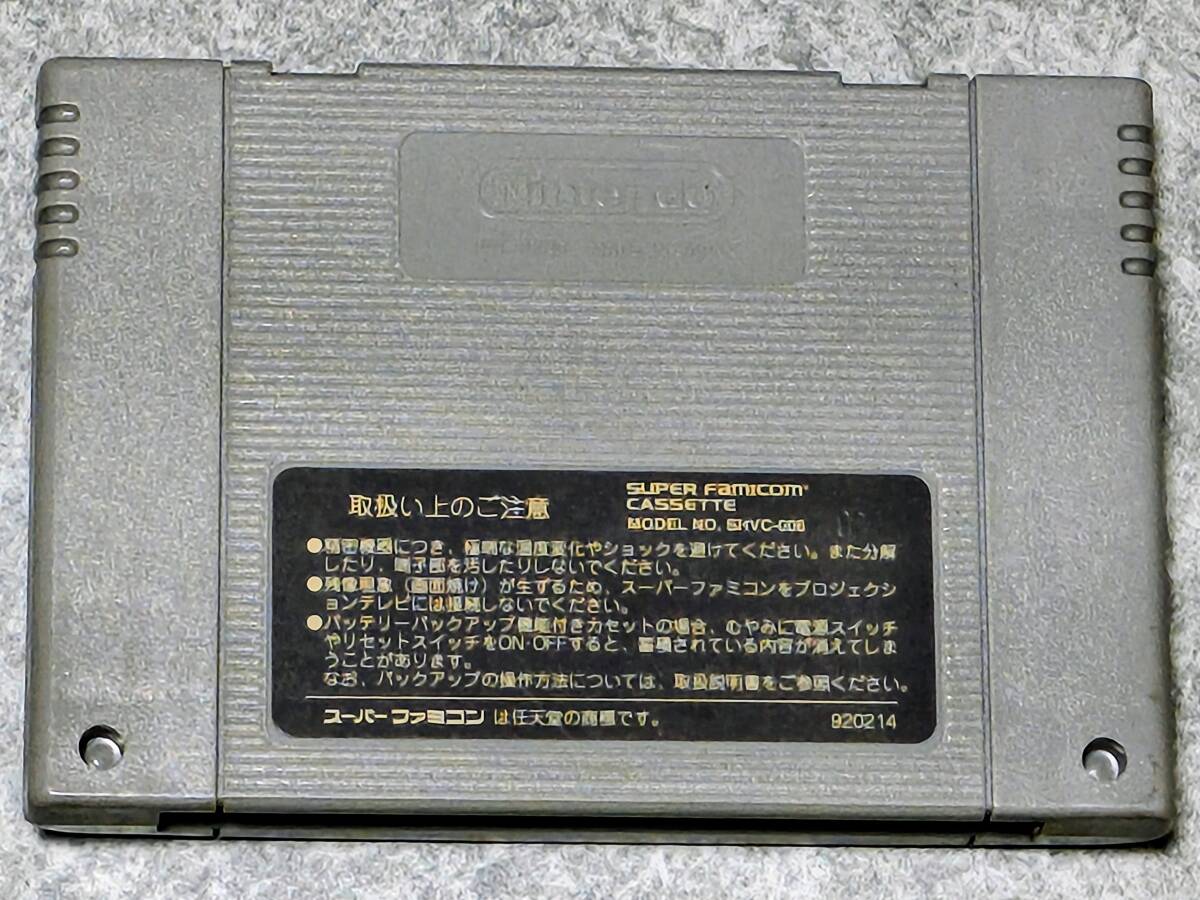 Nintendo
取扱い上のご注意
SUPER FAMICOM
CASSETTE
MODEL NO. SHVC-006
●精密機器につき、極端な温度変化やショックを避けてください。また分解
したり、端子部を汚したりしないでください。
●残像現象（画面焼け）が生ずるため、スーパーファミコンをプロジェクシ
ョンテレビには接続しないでください。
●バッテリーバックアップ機能付きカセットの場合、むやみに電源スイッチ
やリセットスイッチをON·OFFすると、蓄積されている内容が消えてしま
うことがあります。
なお、バックアップの操作方法については、取扱説明書をご参照ください。
スーパーファミコン は任天堂の商標です。
920214